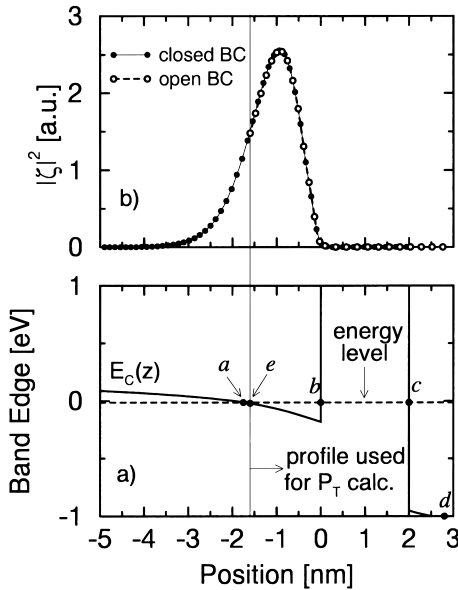 |ζ|² [a.u.]
3
2
1
0
closed BC
open BC
b)
Band Edge [eV]
1
0
-1
E_C(z)
a
e
b
energy
level
c
profile used
for P_T calc.
a)
d
-5 -4 -3 -2 -1 0 1 2 3
Position [nm]